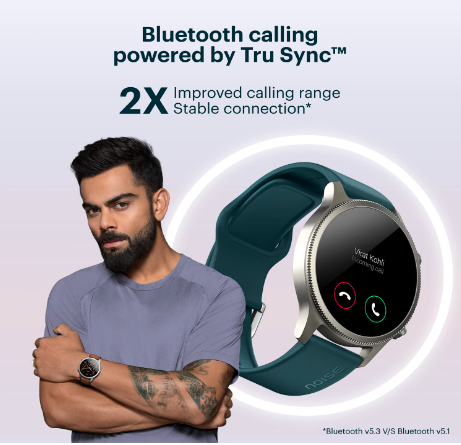 Bluetooth calling
powered by Tru Sync™
2X
Improved calling range
Stable connection*
Virat Kohli
Incoming call
noise
*Bluetooth v5.3 V/S Bluetooth v5.1